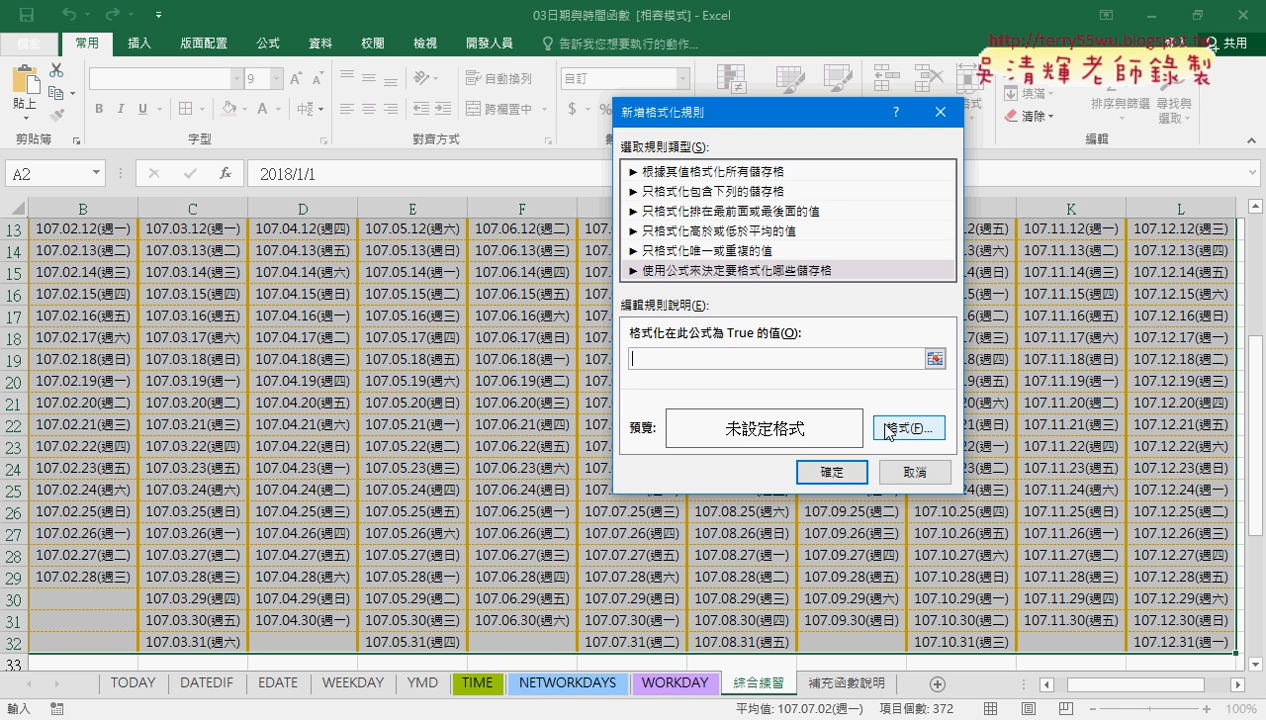 03日期與時間函數 [相容模式] - Excel
http://terry55wu.blogspot.tw
吳清輝老師錄製
常用 插入 版面配置 公式 資料 校閱 檢視 開發人員 告訴我您想要執行的動作... 共用
貼上 9 自動換列 自訂 填滿 排序與篩選 尋找與選取
B I U 跨欄置中 $ % 清除
剪貼簿 字型 對齊方式 編輯
A2 fx 2018/1/1
新增格式化規則 ?
選取規則類型(S):
► 根據其值格式化所有儲存格
► 只格式化包含下列的儲存格
► 只格式化排在最前面或最後面的值
► 只格式化高於或低於平均的值
► 只格式化唯一或重複的值
► 使用公式來決定要格式化哪些儲存格
編輯規則說明(E):
格式化在此公式為 True 的值(O):
預覽: 未設定格式 格式(F)...
確定 取消
B C D E F K L
13 107.02.12(週一) 107.03.12(週一) 107.04.12(週四) 107.05.12(週六) 107.06.12(週二) 107.11.12(週一) 107.12.12(週三)
14 107.02.13(週二) 107.03.13(週二) 107.04.13(週五) 107.05.13(週日) 107.06.13(週三) 107.11.13(週二) 107.12.13(週四)
15 107.02.14(週三) 107.03.14(週三) 107.04.14(週六) 107.05.14(週一) 107.06.14(週四) 107.11.14(週三) 107.12.14(週五)
16 107.02.15(週四) 107.03.15(週四) 107.04.15(週日) 107.05.15(週二) 107.06.15(週五) 107.11.15(週四) 107.12.15(週六)
17 107.02.16(週五) 107.03.16(週五) 107.04.16(週一) 107.05.16(週三) 107.06.16(週六) 107.11.16(週五) 107.12.16(週日)
18 107.02.17(週六) 107.03.17(週六) 107.04.17(週二) 107.05.17(週四) 107.06.17(週日) 107.11.17(週六) 107.12.17(週一)
19 107.02.18(週日) 107.03.18(週日) 107.04.18(週三) 107.05.18(週五) 107.06.18(週一) 107.11.18(週日) 107.12.18(週二)
20 107.02.19(週一) 107.03.19(週一) 107.04.19(週四) 107.05.19(週六) 107.06.19(週二) 107.11.19(週一) 107.12.19(週三)
21 107.02.20(週二) 107.03.20(週二) 107.04.20(週五) 107.05.20(週日) 107.06.20(週三) 107.11.20(週二) 107.12.20(週四)
22 107.02.21(週三) 107.03.21(週三) 107.04.21(週六) 107.05.21(週一) 107.06.21(週四) 107.11.21(週三) 107.12.21(週五)
23 107.02.22(週四) 107.03.22(週四) 107.04.22(週日) 107.05.22(週二) 107.06.22(週五) 107.11.22(週四) 107.12.22(週六)
24 107.02.23(週五) 107.03.23(週五) 107.04.23(週一) 107.05.23(週三) 107.06.23(週六) 107.11.23(週五) 107.12.23(週日)
25 107.02.24(週六) 107.03.24(週六) 107.04.24(週二) 107.05.24(週四) 107.06.24(週日) 107.11.24(週六) 107.12.24(週一)
26 107.02.25(週日) 107.03.25(週日) 107.04.25(週三) 107.05.25(週五) 107.06.25(週一) 107.07.25(週三) 107.08.25(週六) 107.09.25(週二) 107.10.25(週四) 107.11.25(週日) 107.12.25(週二)
27 107.02.26(週一) 107.03.26(週一) 107.04.26(週四) 107.05.26(週六) 107.06.26(週二) 107.07.26(週四) 107.08.26(週日) 107.09.26(週三) 107.10.26(週五) 107.11.26(週一) 107.12.26(週三)
28 107.02.27(週二) 107.03.27(週二) 107.04.27(週五) 107.05.27(週日) 107.06.27(週三) 107.07.27(週五) 107.08.27(週一) 107.09.27(週四) 107.10.27(週六) 107.11.27(週二) 107.12.27(週四)
29 107.02.28(週三) 107.03.28(週三) 107.04.28(週六) 107.05.28(週一) 107.06.28(週四) 107.07.28(週六) 107.08.28(週二) 107.09.28(週五) 107.10.28(週日) 107.11.28(週三) 107.12.28(週五)
30 107.03.29(週四) 107.04.29(週日) 107.05.29(週二) 107.06.29(週五) 107.07.29(週日) 107.08.29(週三) 107.09.29(週六) 107.10.29(週一) 107.11.29(週四) 107.12.29(週六)
31 107.03.30(週五) 107.04.30(週一) 107.05.30(週三) 107.06.30(週六) 107.07.30(週一) 107.08.30(週四) 107.09.30(週日) 107.10.30(週二) 107.11.30(週五) 107.12.30(週日)
32 107.03.31(週六) 107.05.31(週四) 107.07.31(週二) 107.08.31(週五) 107.10.31(週三) 107.12.31(週一)
33
TODAY DATEDIF EDATE WEEKDAY YMD TIME NETWORKDAYS WORKDAY 綜合練習 補充函數說明
輸入 平均值: 107.07.02(週一) 項目個數: 372 100%